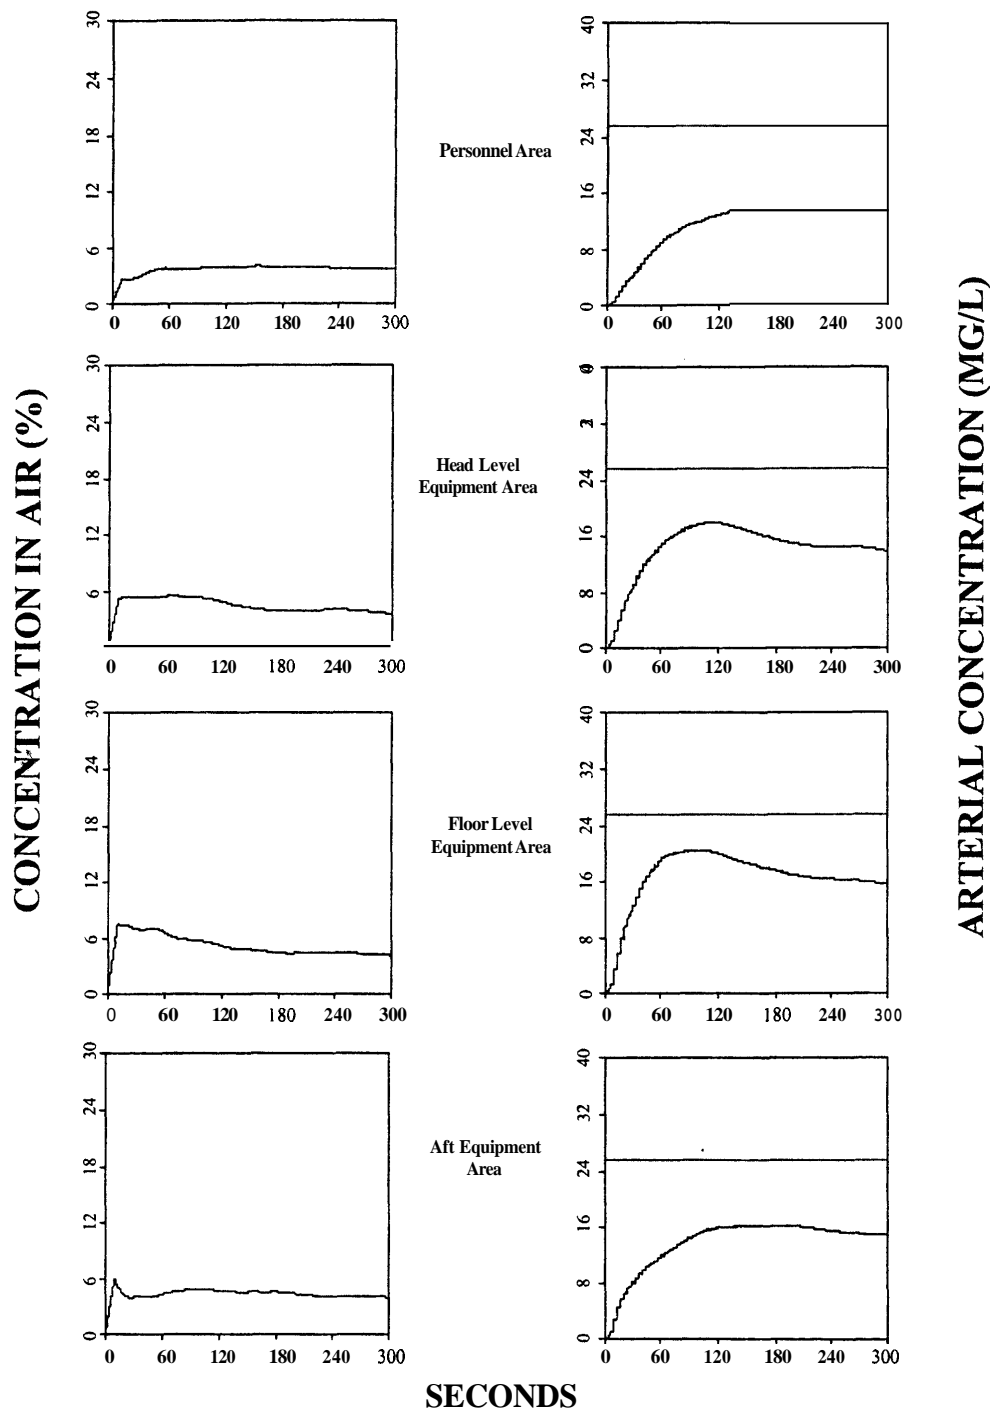 CONCENTRATION IN AIR (%)
ARTERIAL CONCENTRATION (MG/L)
30
24
18
12
6
0
0 60 120 180 240 300
Personnel Area
40
32
24
16
8
0
0 60 120 180 240 300
30
24
18
12
6
0 60 120 180 240 300
Head Level
Equipment Area
24
16
8
0
0 60 120 180 240 300
30
24
18
12
6
0
0 60 120 180 240 300
Floor Level
Equipment Area
40
32
24
16
8
0
0 60 120 180 240 300
30
24
18
12
6
0
0 60 120 180 240 300
Aft Equipment
Area
40
32
24
16
8
0
0 60 120 180 240 300
SECONDS